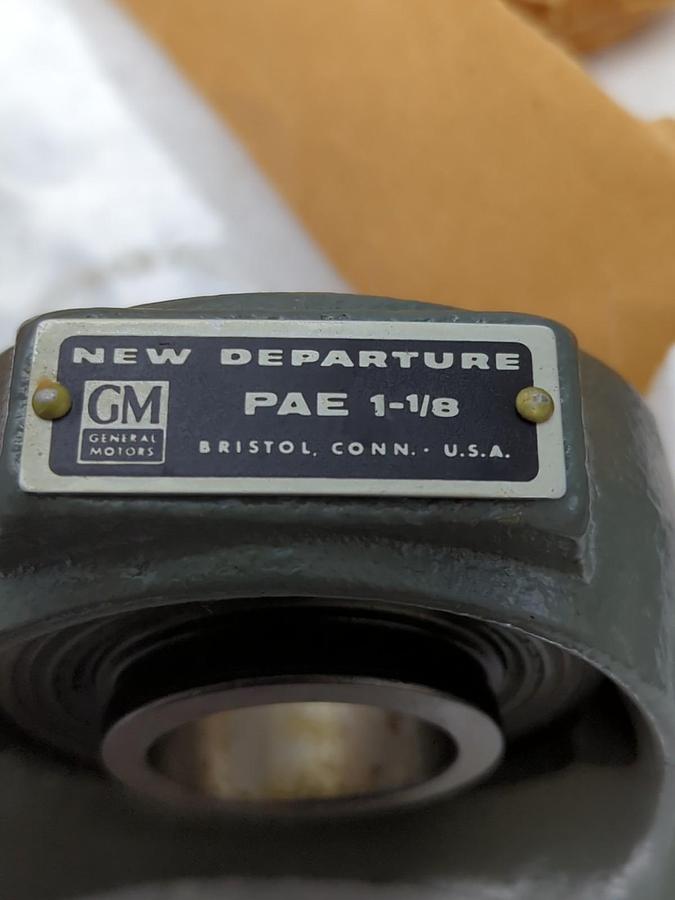 NEW DEPARTURE
GM
GENERAL
MOTORS
PAE 1-1/8
BRISTOL, CONN. · U.S.A.